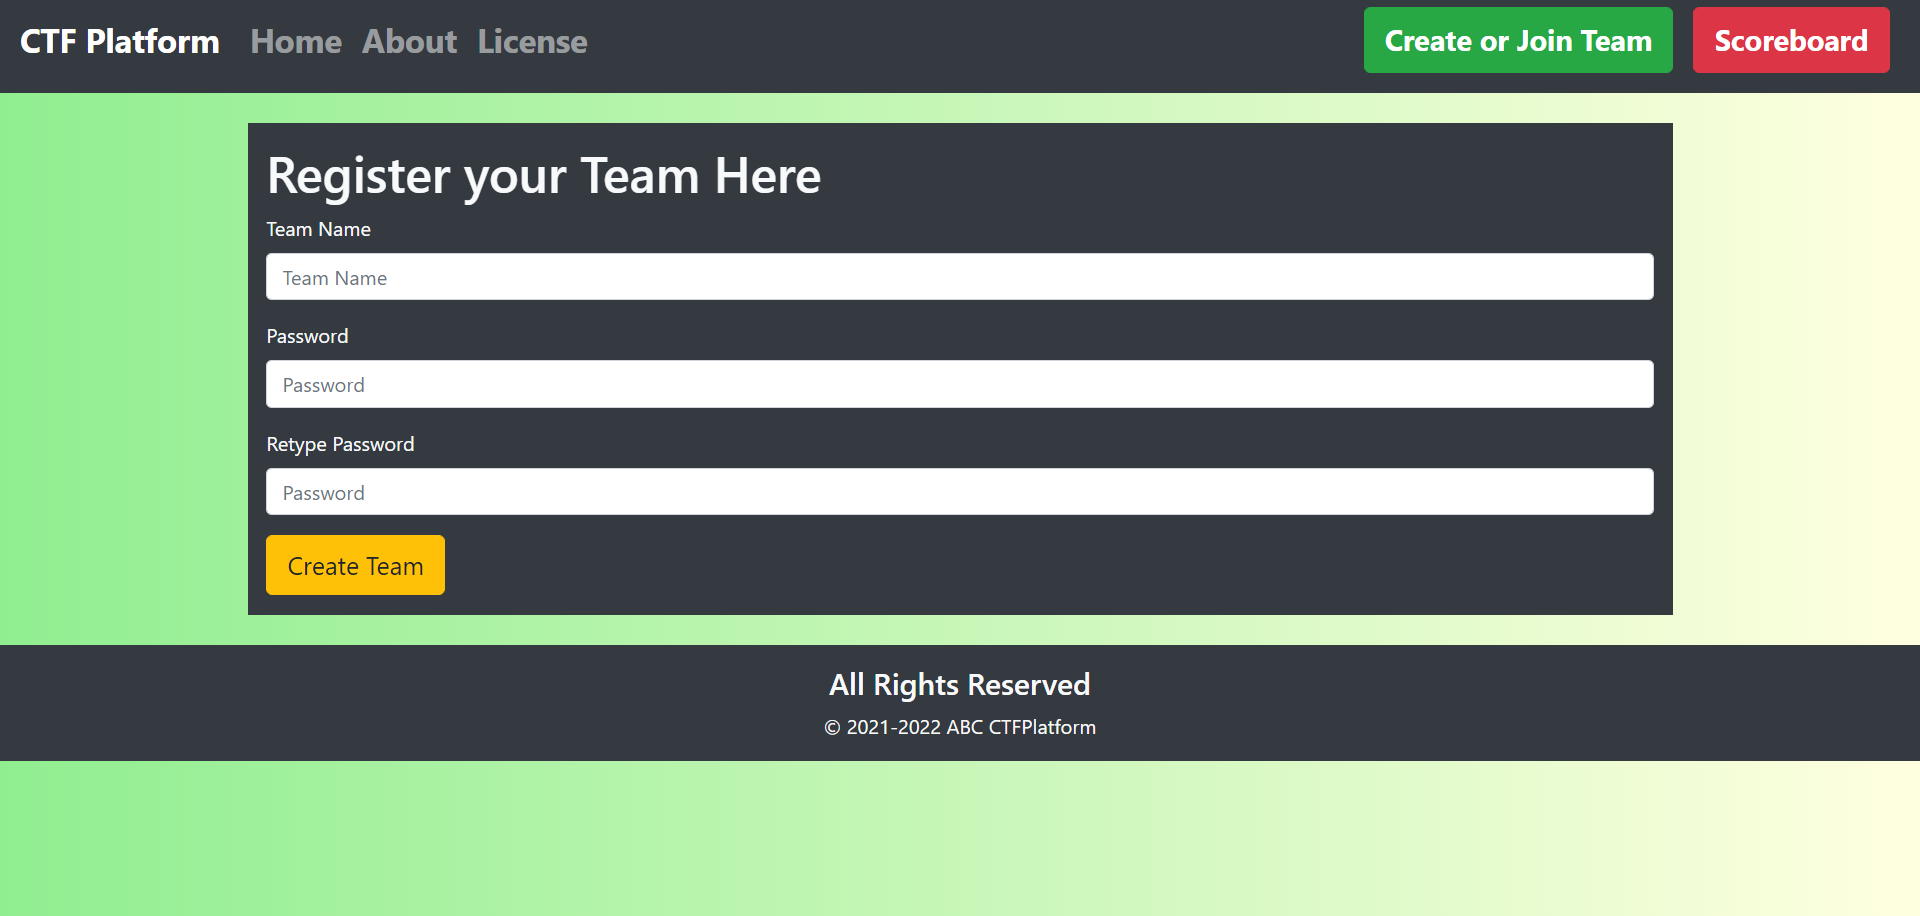 CTF Platform Home About License Create or Join Team Scoreboard
Register your Team Here
Team Name
Team Name
Password
Password
Retype Password
Password
Create Team
All Rights Reserved
© 2021-2022 ABC CTFPlatform